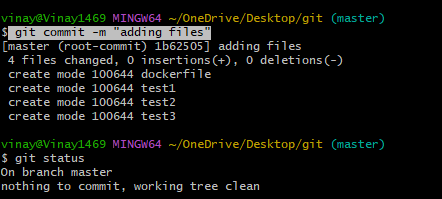 vinay@Vinay1469 MINGW64 ~/OneDrive/Desktop/git (master)
$ git commit -m "adding files"
[master (root-commit) 1b62505] adding files
 4 files changed, 0 insertions(+), 0 deletions(-)
 create mode 100644 dockerfile
 create mode 100644 test1
 create mode 100644 test2
 create mode 100644 test3
vinay@Vinay1469 MINGW64 ~/OneDrive/Desktop/git (master)
$ git status
On branch master
nothing to commit, working tree clean